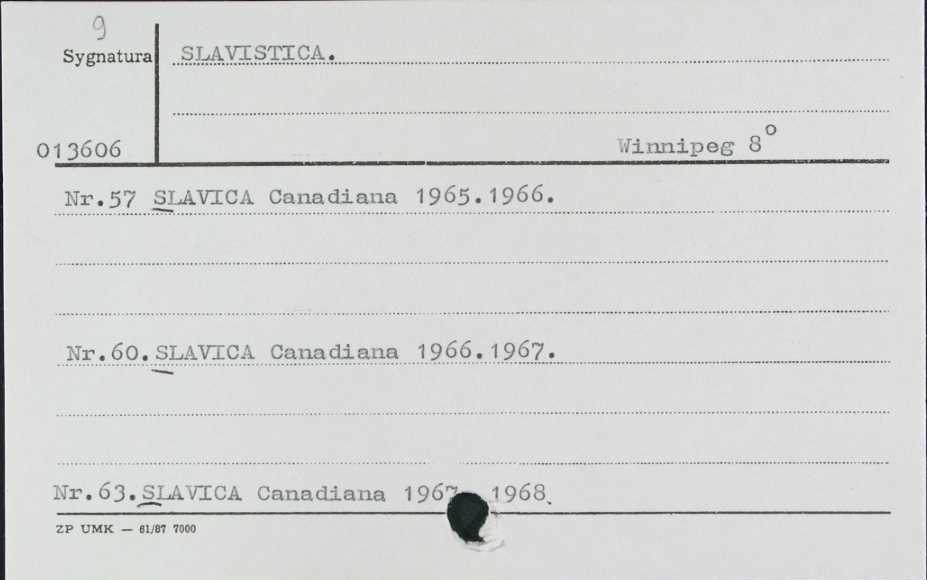 9
Sygnatura
SLAVISTICA.
013606
Winnipeg 8°
Nr.57 SLAVICA Canadiana 1965.1966.
Nr.60.SLAVICA Canadiana 1966.1967.
Nr.63.SLAVICA Canadiana 1967 1968.
ZP UMK — 61/87 7000